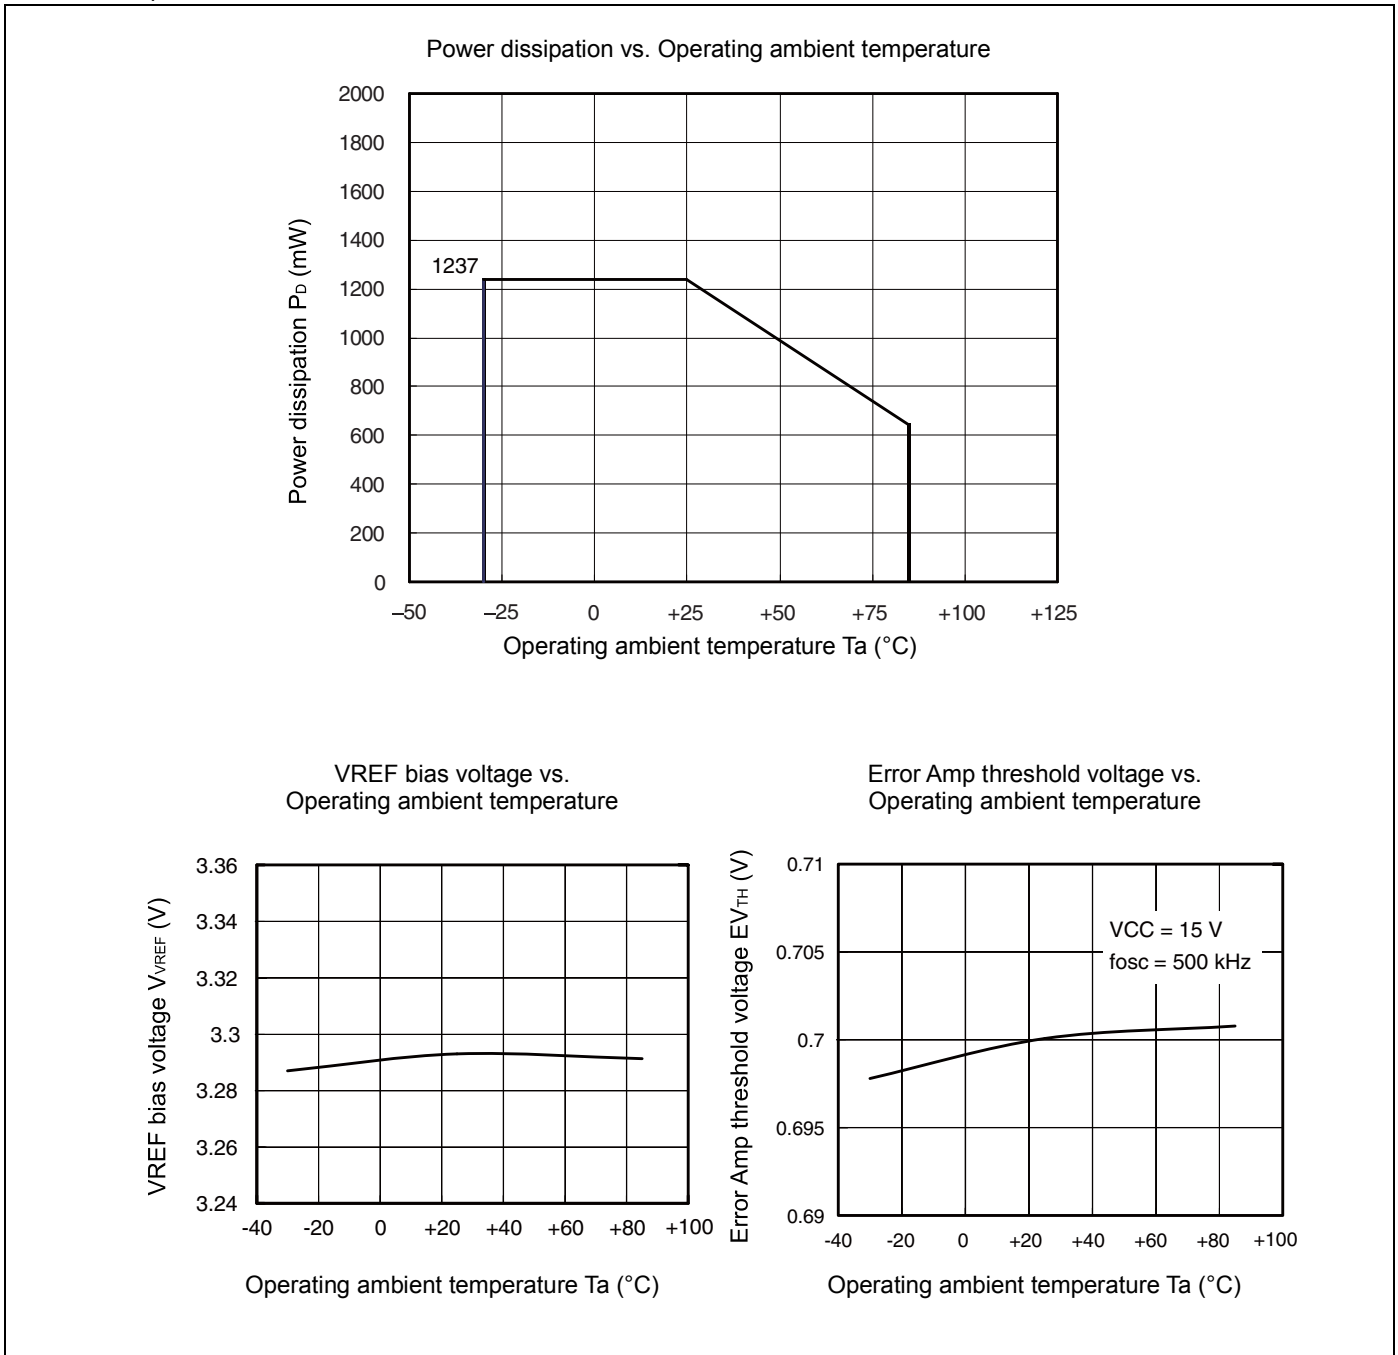 Power dissipation vs. Operating ambient temperature
2000
1800
1600
1400
1237
1200
1000
800
600
400
200
0
Power dissipation PD (mW)
–50 –25 0 +25 +50 +75 +100 +125
Operating ambient temperature Ta (°C)
VREF bias voltage vs.
Operating ambient temperature
3.36
3.34
3.32
3.3
3.28
3.26
3.24
VREF bias voltage VVREF (V)
-40 -20 0 +20 +40 +60 +80 +100
Operating ambient temperature Ta (°C)
Error Amp threshold voltage vs.
Operating ambient temperature
0.71
0.705
0.7
0.695
0.69
Error Amp threshold voltage EVTH (V)
VCC = 15 V
fosc = 500 kHz
-40 -20 0 +20 +40 +60 +80 +100
Operating ambient temperature Ta (°C)